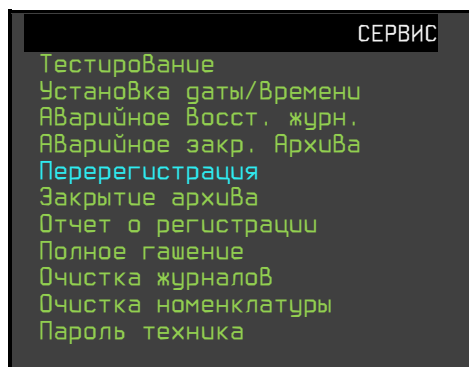 СЕРВИС
Тестирование
Установка даты/Времени
Аварийное Восст. журн.
Аварийное закр. Архива
Перерегистрация
Закрытие архива
Отчет о регистрации
Полное гашение
Очистка журналов
Очистка номенклатуры
Пароль техника